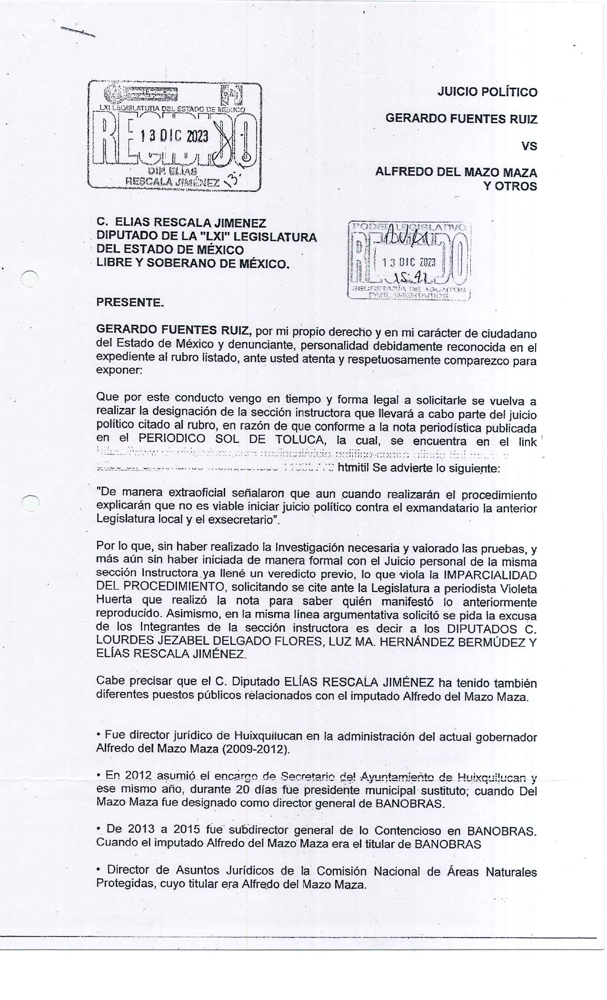 JUICIO POLÍTICO
GERARDO FUENTES RUIZ
VS
ALFREDO DEL MAZO MAZA
Y OTROS
LXI LEGISLATURA DEL ESTADO DE MÉXICO
RECIBIDO
13 DIC 2023
DIP. ELÍAS
RESCALA JIMÉNEZ
C. ELIAS RESCALA JIMENEZ
DIPUTADO DE LA "LXI" LEGISLATURA
DEL ESTADO DE MÉXICO
LIBRE Y SOBERANO DE MÉXICO.
PODER LEGISLATIVO
RECIBIDO
13 DIC 2023
15:41
SECRETARÍA DE ASUNTOS
PARLAMENTARIOS
PRESENTE.
GERARDO FUENTES RUIZ, por mi propio derecho y en mi carácter de ciudadano
del Estado de México y denunciante, personalidad debidamente reconocida en el
expediente al rubro listado, ante usted atenta y respetuosamente comparezco para
exponer:
Que por este conducto vengo en tiempo y forma legal a solicitarle se vuelva a
realizar la designación de la sección instructora que llevará a cabo parte del juicio
político citado al rubro, en razón de que conforme a la nota periodística publicada
en el PERIODICO SOL DE TOLUCA, la cual, se encuentra en el link
htmitil Se advierte lo siguiente:
"De manera extraoficial señalaron que aun cuando realizarán el procedimiento
explicarán que no es viable iniciar juicio político contra el exmandatario la anterior
Legislatura local y el exsecretario".
Por lo que, sin haber realizado la Investigación necesaria y valorado las pruebas, y
más aún sin haber iniciada de manera formal con el Juicio personal de la misma
sección Instructora ya llené un veredicto previo, lo que viola la IMPARCIALIDAD
DEL PROCEDIMIENTO, solicitando se cite ante la Legislatura a periodista Violeta
Huerta que realizó la nota para saber quién manifestó lo anteriormente
reproducido. Asimismo, en la misma línea argumentativa solicitó se pida la excusa
de los Integrantes de la sección instructora es decir a los DIPUTADOS C.
LOURDES JEZABEL DELGADO FLORES, LUZ MA. HERNÁNDEZ BERMÚDEZ Y
ELÍAS RESCALA JIMÉNEZ.
Cabe precisar que el C. Diputado ELÍAS RESCALA JIMÉNEZ ha tenido también
diferentes puestos públicos relacionados con el imputado Alfredo del Mazo Maza.
• Fue director jurídico de Huixquilucan en la administración del actual gobernador
Alfredo del Mazo Maza (2009-2012).
• En 2012 asumió el encargo de Secretario del Ayuntamiento de Huixquilucan y
ese mismo año, durante 20 días fue presidente municipal sustituto; cuando Del
Mazo Maza fue designado como director general de BANOBRAS.
• De 2013 a 2015 fue subdirector general de lo Contencioso en BANOBRAS.
Cuando el imputado Alfredo del Mazo Maza era el titular de BANOBRAS
• Director de Asuntos Jurídicos de la Comisión Nacional de Áreas Naturales
Protegidas, cuyo titular era Alfredo del Mazo Maza.